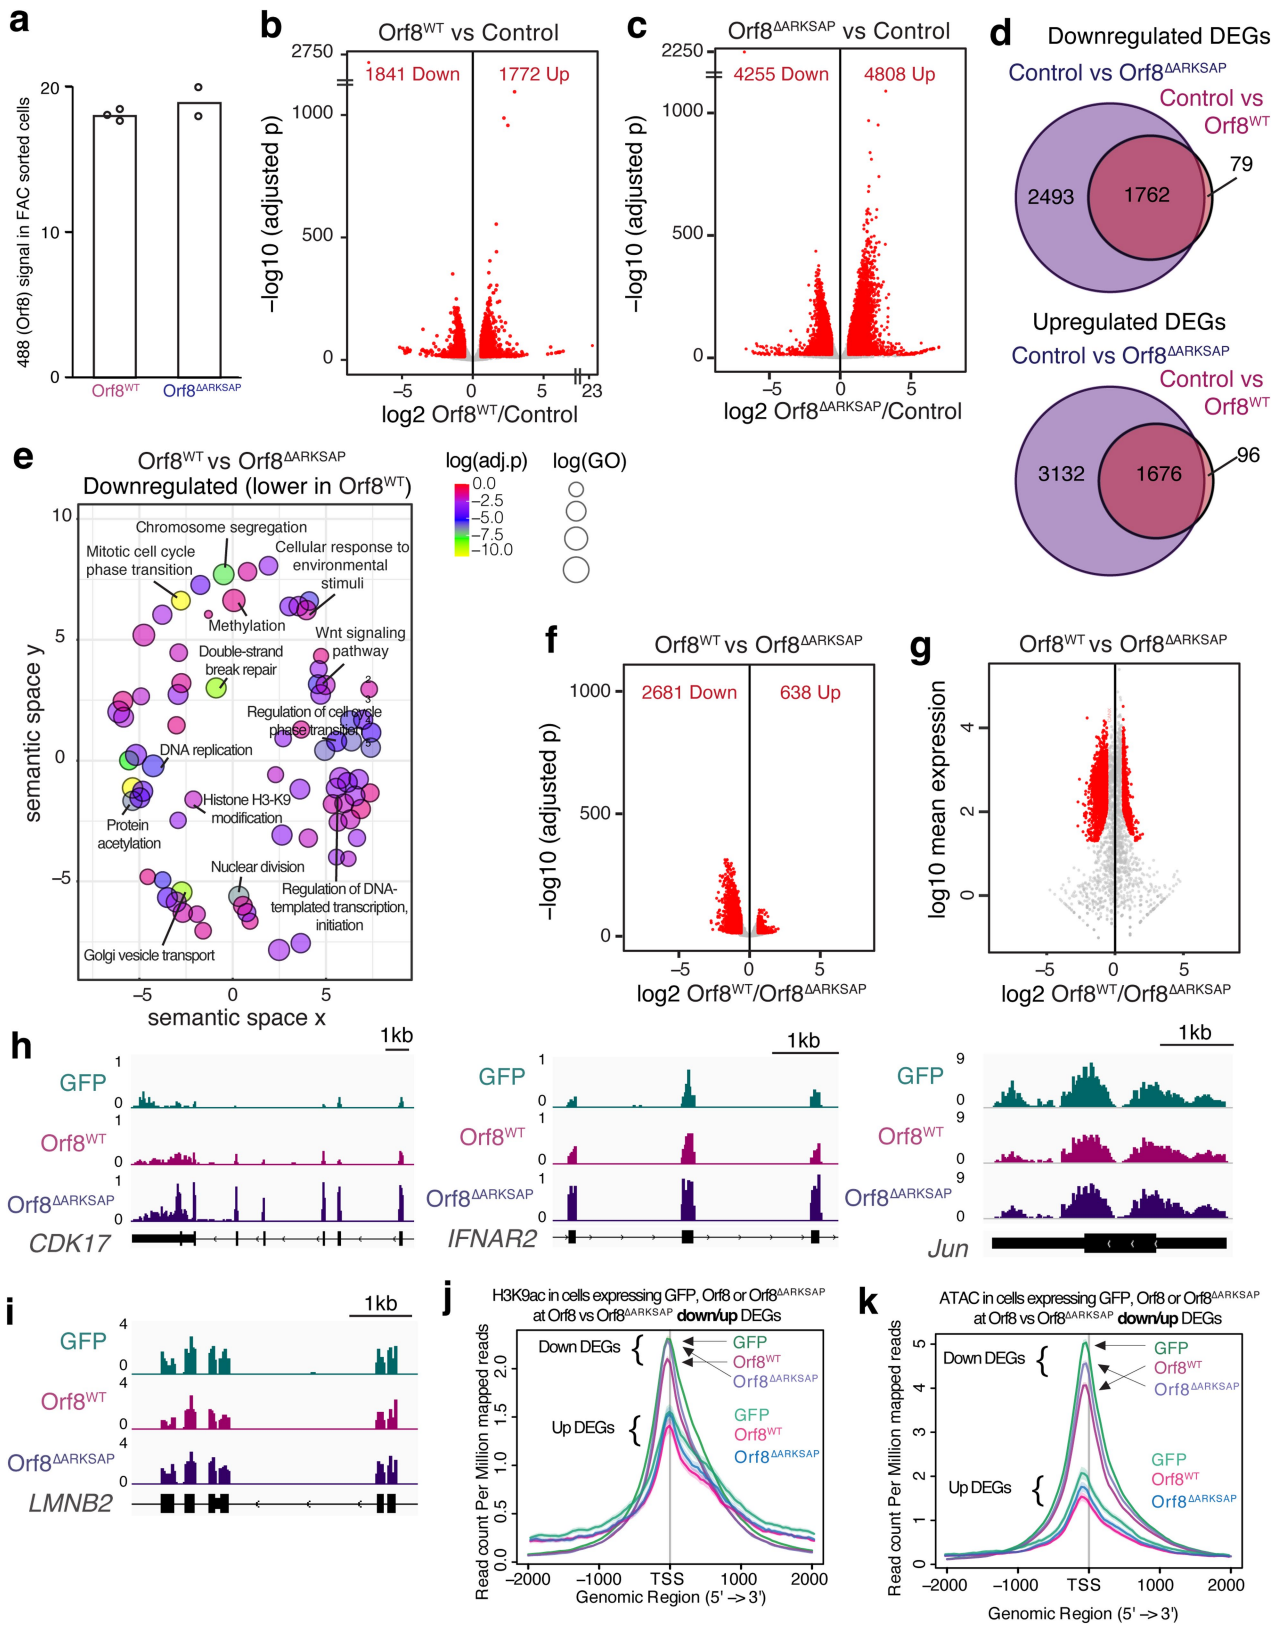 a
20
10
0
488 (Orf8) signal in FAC sorted cells
Orf8WT
Orf8ΔARKSAP
b
Orf8WT vs Control
2750
1841 Down
1772 Up
1000
500
0
−log10 (adjusted p)
−5
0
5
23
log2 Orf8WT/Control
c
Orf8ΔARKSAP vs Control
2250
4255 Down
4808 Up
1000
500
0
−log10 (adjusted p)
−5
0
5
log2 Orf8ΔARKSAP/Control
d
Downregulated DEGs
Control vs Orf8ΔARKSAP
Control vs
Orf8WT
2493
1762
79
Upregulated DEGs
Control vs Orf8ΔARKSAP
Control vs
Orf8WT
3132
1676
96
e
Orf8WT vs Orf8ΔARKSAP
Downregulated (lower in Orf8WT)
log(adj.p)
0.0
−2.5
−5.0
−7.5
−10.0
log(GO)
10
5
0
−5
semantic space y
Chromosome segregation
Mitotic cell cycle
phase transition
Cellular response to
environmental
stimuli
Methylation
Wnt signaling
pathway
Double-strand
break repair
2
3
Regulation of cell cycle
phase transition
DNA replication
Histone H3-K9
modification
Protein
acetylation
Nuclear division
Regulation of DNA-
templated transcription,
initiation
Golgi vesicle transport
−5
0
5
semantic space x
f
Orf8WT vs Orf8ΔARKSAP
1000
2681 Down
638 Up
500
0
−log10 (adjusted p)
−5
0
5
log2 Orf8WT/Orf8ΔARKSAP
g
Orf8WT vs Orf8ΔARKSAP
4
2
0
log10 mean expression
−5
0
5
log2 Orf8WT/Orf8ΔARKSAP
h
1kb
GFP
1
0
Orf8WT
1
0
Orf8ΔARKSAP
1
0
CDK17
1kb
GFP
1
0
Orf8WT
1
0
Orf8ΔARKSAP
1
0
IFNAR2
1kb
GFP
9
0
Orf8WT
9
0
Orf8ΔARKSAP
9
0
Jun
i
1kb
GFP
4
0
Orf8WT
4
0
Orf8ΔARKSAP
4
0
LMNB2
j
H3K9ac in cells expressing GFP, Orf8 or Orf8ΔARKSAP
at Orf8 vs Orf8ΔARKSAP down/up DEGs
Read count Per Million mapped reads
2.0
1.5
1.0
0.5
0.0
Down DEGs {
GFP
Orf8WT
Orf8ΔARKSAP
Up DEGs {
GFP
Orf8WT
Orf8ΔARKSAP
−2000
−1000
TSS
1000
2000
Genomic Region (5' −> 3')
k
ATAC in cells expressing GFP, Orf8 or Orf8ΔARKSAP
at Orf8 vs Orf8ΔARKSAP down/up DEGs
Read count Per Million mapped reads
5
4
3
2
1
0
Down DEGs {
GFP
Orf8WT
Orf8ΔARKSAP
Up DEGs {
GFP
Orf8WT
Orf8ΔARKSAP
−2000
−1000
TSS
1000
2000
Genomic Region (5' −> 3')